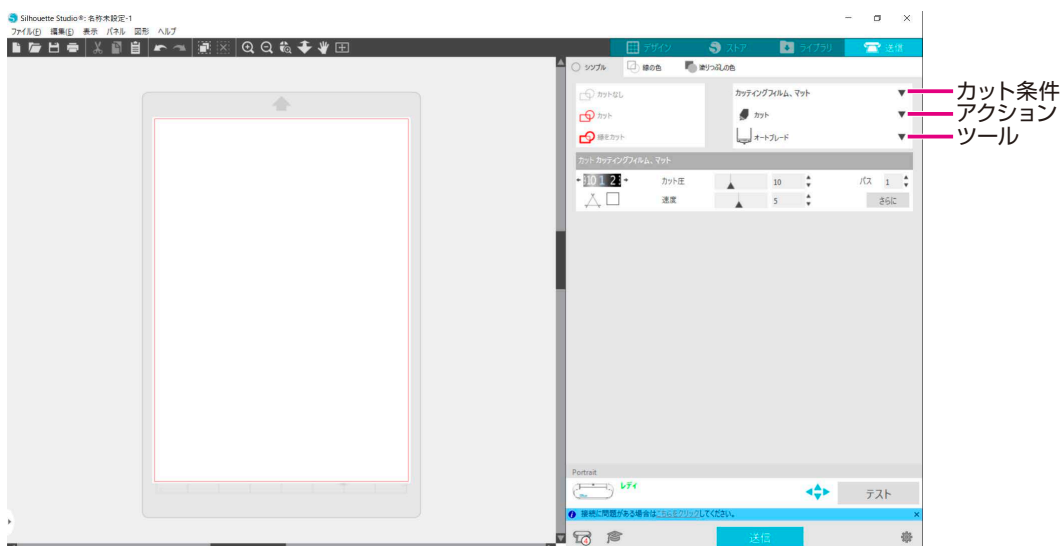 Silhouette Studio®: 名称未設定-1
ファイル(F) 編集(E) 表示 パネル 図形 ヘルプ
デザイン ストア ライブラリ 送信
シンプル 線の色 塗りつぶしの色
カットなし
カット
線をカット
カッティングフィルム、マット
カット
オートブレード
カット条件
アクション
ツール
カット カッティングフィルム、マット
10 1 2 カット圧 10 パス 1
速度 5 さらに
Portrait
レディ
テスト
接続に問題がある場合はこちらをクリックしてください。
4 送信